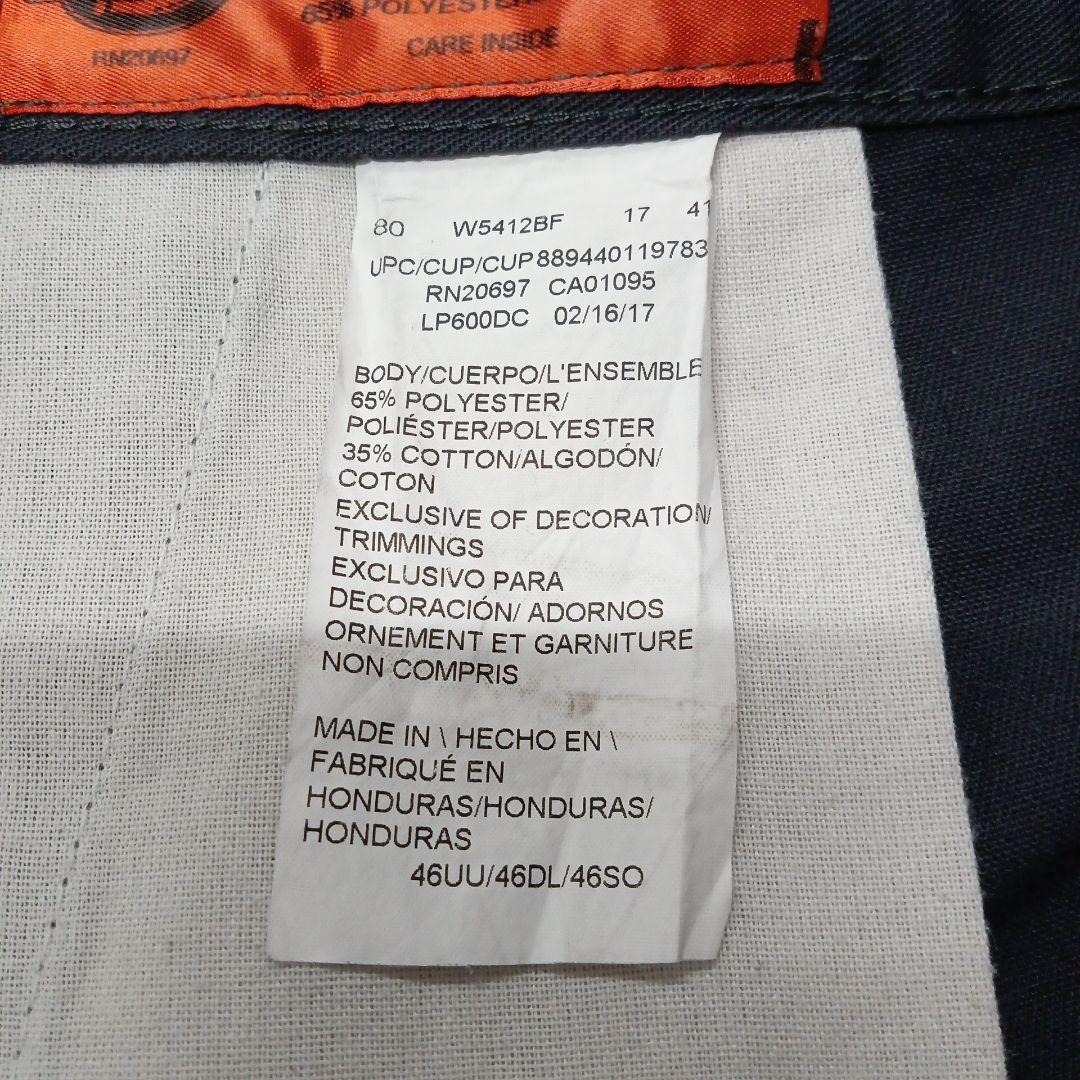 65% POLYESTER
RN20697
CARE INSIDE
80 W5412BF 17 41
UPC/CUP/CUP 889440119783
RN20697 CA01095
LP600DC 02/16/17
BODY/CUERPO/L'ENSEMBLE
65% POLYESTER/
POLIÉSTER/POLYESTER
35% COTTON/ALGODÓN/
COTON
EXCLUSIVE OF DECORATION/
TRIMMINGS
EXCLUSIVO PARA
DECORACIÓN/ ADORNOS
ORNEMENT ET GARNITURE
NON COMPRIS
MADE IN \ HECHO EN \
FABRIQUÉ EN
HONDURAS/HONDURAS/
HONDURAS
46UU/46DL/46SO